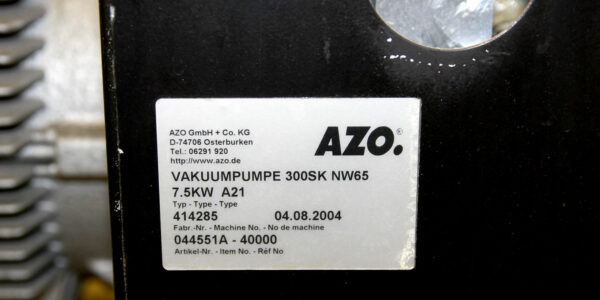 AZO GmbH + Co. KG
D-74706 Osterburken
Tel.: 06291 920
http://www.azo.de
AZO.®
VAKUUMPUMPE 300SK NW65
7.5KW A21
Typ - Type - Type
414285 04.08.2004
Fabr.-Nr. - Machine No. - No de machine
044551A - 40000
Artikel-Nr. - Item No. - Réf No